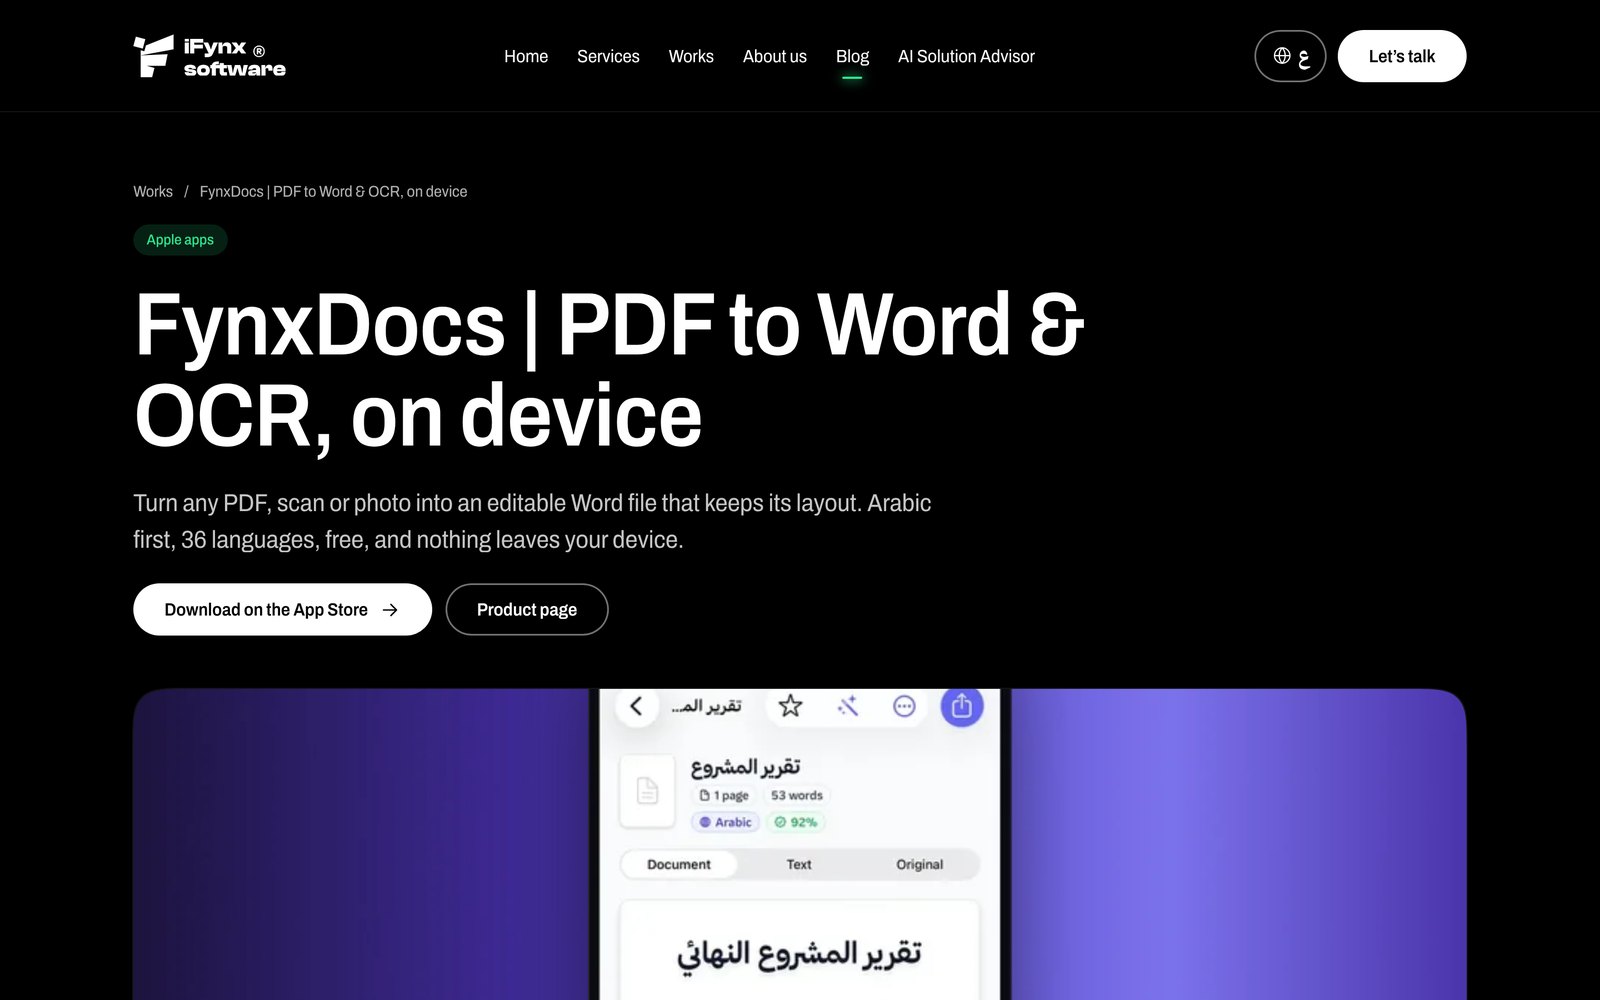 iFynx ®
software
Home
Services
Works
About us
Blog
AI Solution Advisor
ع
Let's talk
Works / FynxDocs | PDF to Word & OCR, on device
Apple apps
FynxDocs | PDF to Word &
OCR, on device
Turn any PDF, scan or photo into an editable Word file that keeps its layout. Arabic
first, 36 languages, free, and nothing leaves your device.
Download on the App Store →
Product page
تقرير المـ...
تقرير المشروع
1 page
53 words
Arabic
92%
Document
Text
Original
تقرير المشروع النهائي